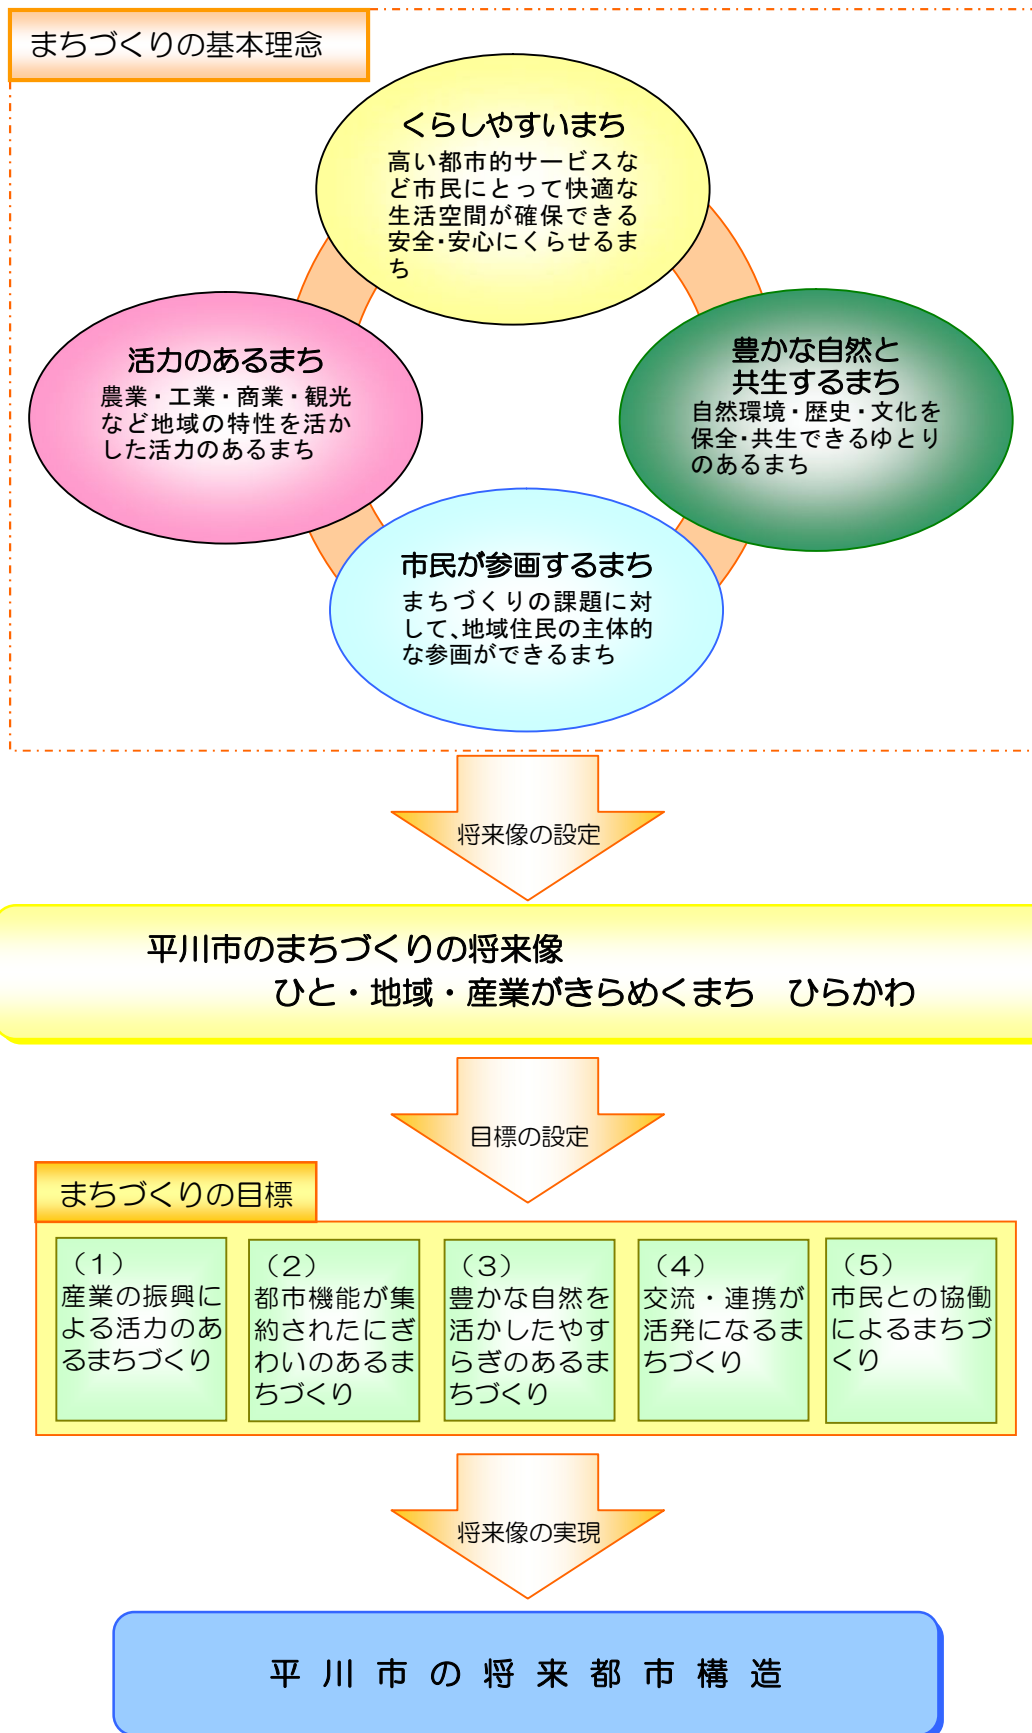 まちづくりの基本理念
くらしやすいまち
高い都市的サービスな
ど市民にとって快適な
生活空間が確保できる
安全・安心にくらせるま
ち
活力のあるまち
農業・工業・商業・観光
など地域の特性を活か
した活力のあるまち
豊かな自然と
共生するまち
自然環境・歴史・文化を
保全・共生できるゆとり
のあるまち
市民が参画するまち
まちづくりの課題に対
して、地域住民の主体的
な参画ができるまち
将来像の設定
平川市のまちづくりの将来像
ひと・地域・産業がきらめくまち　ひらかわ
目標の設定
まちづくりの目標
（１）
産業の振興に
よる活力のあ
るまちづくり
（２）
都市機能が集
約されたにぎ
わいのあるま
ちづくり
（３）
豊かな自然を
活かしたやす
らぎのあるま
ちづくり
（４）
交流・連携が
活発になるま
ちづくり
（５）
市民との協働
によるまちづ
くり
将来像の実現
平川市の将来都市構造